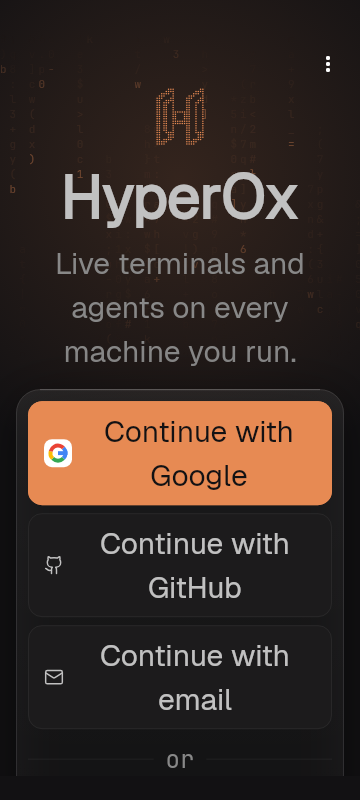 HyperOx
Live terminals and
agents on every
machine you run.
Continue with
Google
Continue with
GitHub
Continue with
email
or